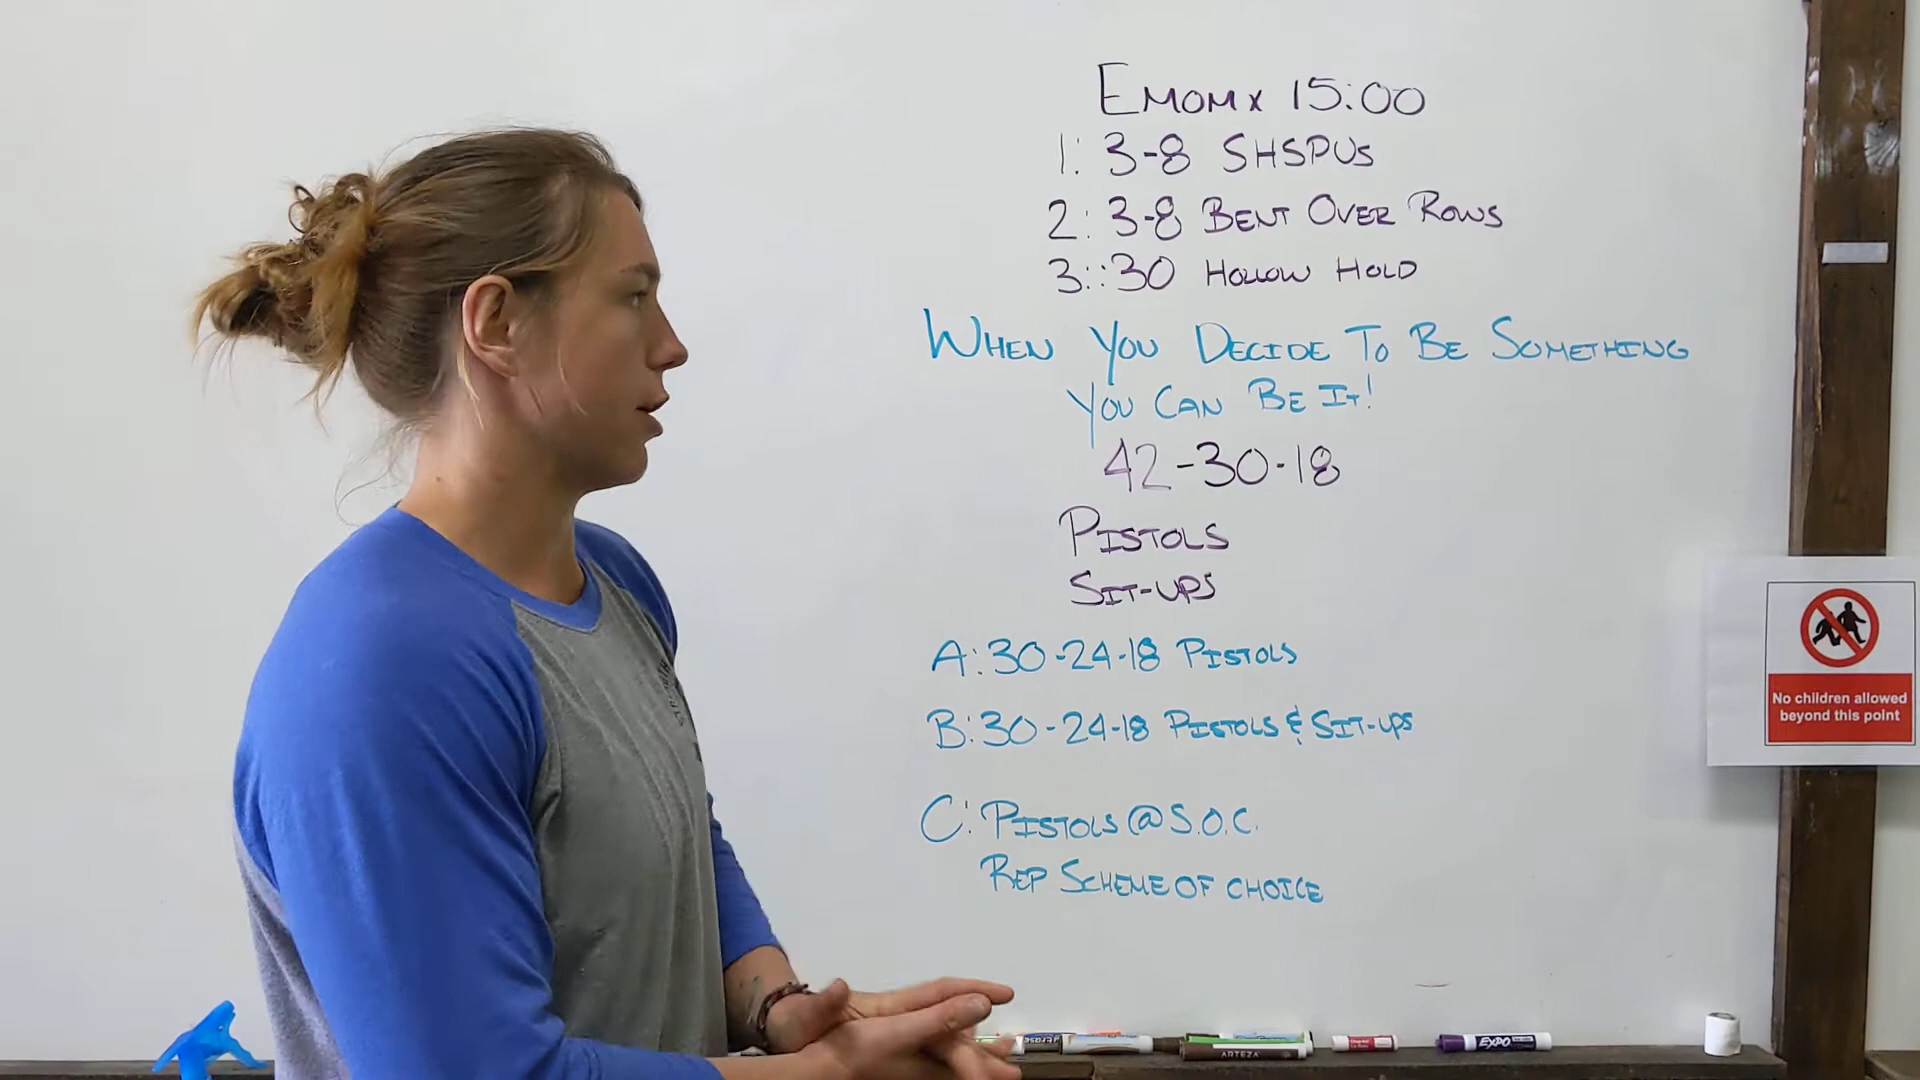 EMOM x 15:00
1: 3-8 SHSPUs
2: 3-8 BENT OVER ROWS
3: :30 HOLLOW HOLD
WHEN YOU DECIDE TO BE SOMETHING
YOU CAN BE IT!
42-30-18
PISTOLS
SIT-UPS
A: 30-24-18 PISTOLS
B: 30-24-18 PISTOLS & SIT-UPS
C: PISTOLS @ S.O.C.
REP SCHEME OF CHOICE
No children allowed
beyond this point
ARTEZA
EXPO